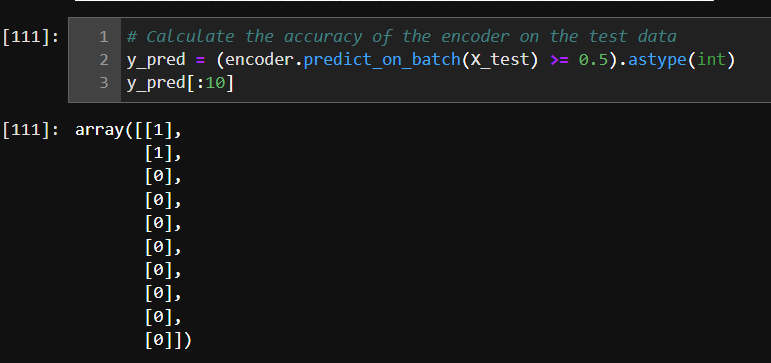 [111]: 1 # Calculate the accuracy of the encoder on the test data
2 y_pred = (encoder.predict_on_batch(X_test) >= 0.5).astype(int)
3 y_pred[:10]
[111]: array([[1],
[1],
[0],
[0],
[0],
[0],
[0],
[0],
[0],
[0]])